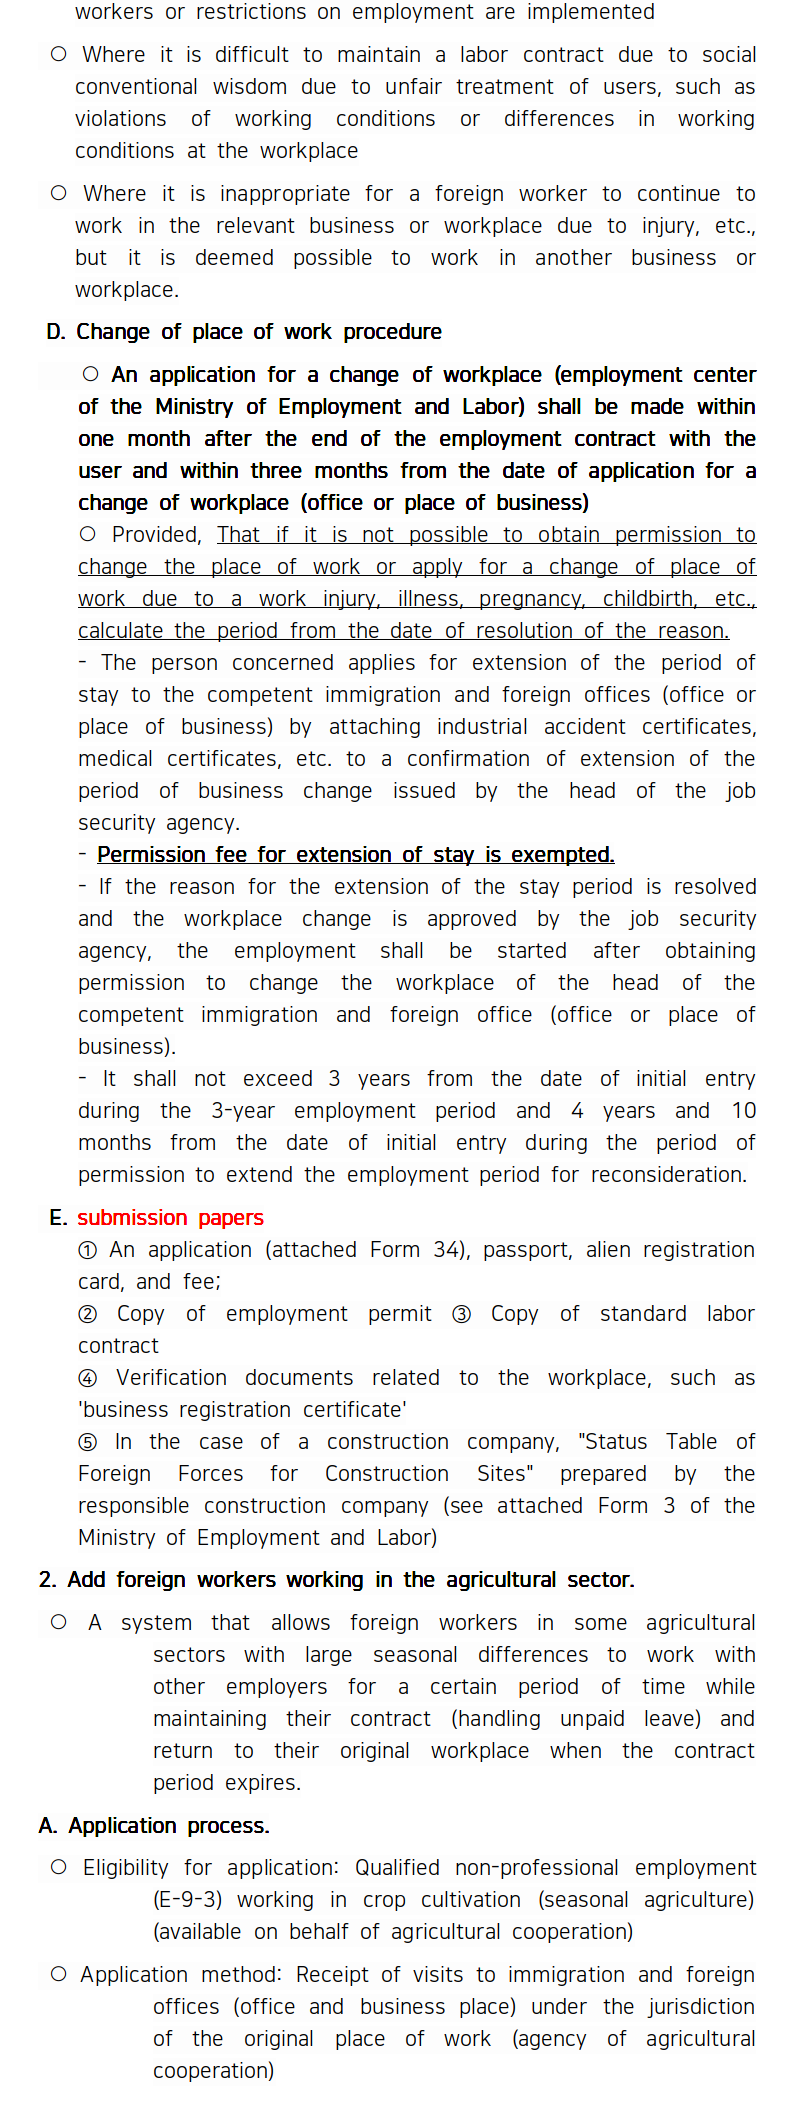 workers or restrictions on employment are implemented
○ Where it is difficult to maintain a labor contract due to social
conventional wisdom due to unfair treatment of users, such as
violations of working conditions or differences in working
conditions at the workplace
○ Where it is inappropriate for a foreign worker to continue to
work in the relevant business or workplace due to injury, etc.,
but it is deemed possible to work in another business or
workplace.
D. Change of place of work procedure
○ An application for a change of workplace (employment center
of the Ministry of Employment and Labor) shall be made within
one month after the end of the employment contract with the
user and within three months from the date of application for a
change of workplace (office or place of business)
○ Provided, That if it is not possible to obtain permission to
change the place of work or apply for a change of place of
work due to a work injury, illness, pregnancy, childbirth, etc.,
calculate the period from the date of resolution of the reason.
- The person concerned applies for extension of the period of
stay to the competent immigration and foreign offices (office or
place of business) by attaching industrial accident certificates,
medical certificates, etc. to a confirmation of extension of the
period of business change issued by the head of the job
security agency.
- Permission fee for extension of stay is exempted.
- If the reason for the extension of the stay period is resolved
and the workplace change is approved by the job security
agency, the employment shall be started after obtaining
permission to change the workplace of the head of the
competent immigration and foreign office (office or place of
business).
- It shall not exceed 3 years from the date of initial entry
during the 3-year employment period and 4 years and 10
months from the date of initial entry during the period of
permission to extend the employment period for reconsideration.
E. submission papers
① An application (attached Form 34), passport, alien registration
card, and fee;
② Copy of employment permit ③ Copy of standard labor
contract
④ Verification documents related to the workplace, such as
'business registration certificate'
⑤ In the case of a construction company, "Status Table of
Foreign Forces for Construction Sites" prepared by the
responsible construction company (see attached Form 3 of the
Ministry of Employment and Labor)
2. Add foreign workers working in the agricultural sector.
○ A system that allows foreign workers in some agricultural
sectors with large seasonal differences to work with
other employers for a certain period of time while
maintaining their contract (handling unpaid leave) and
return to their original workplace when the contract
period expires.
A. Application process.
○ Eligibility for application: Qualified non-professional employment
(E-9-3) working in crop cultivation (seasonal agriculture)
(available on behalf of agricultural cooperation)
○ Application method: Receipt of visits to immigration and foreign
offices (office and business place) under the jurisdiction
of the original place of work (agency of agricultural
cooperation)